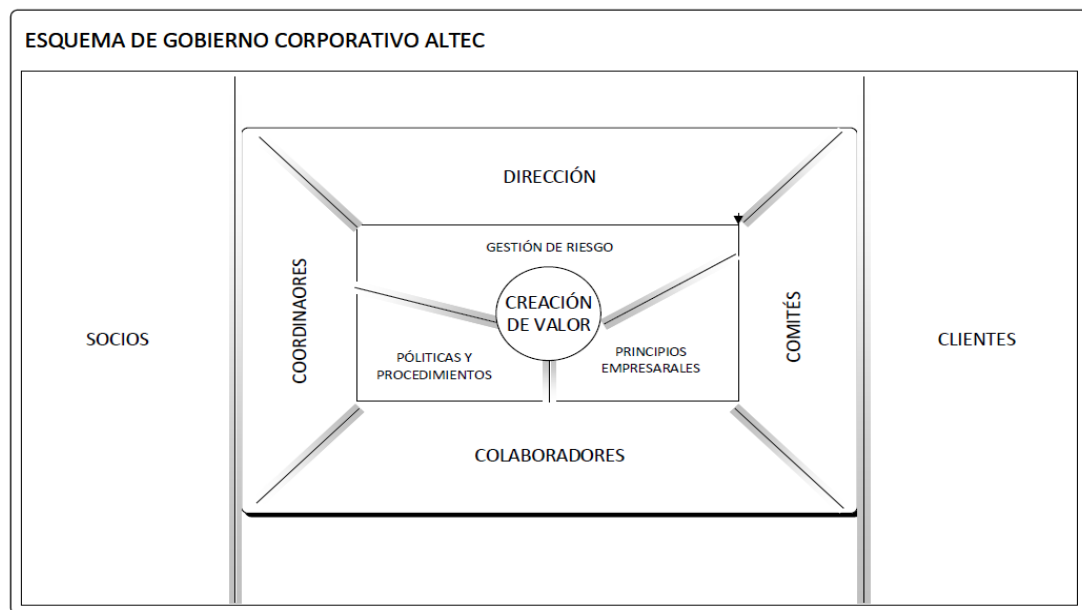 ESQUEMA DE GOBIERNO CORPORATIVO ALTEC
DIRECCIÓN
GESTIÓN DE RIESGO
CREACIÓN
DE VALOR
COORDINAORES
COMITÉS
SOCIOS
CLIENTES
PÓLITICAS Y
PROCEDIMIENTOS
PRINCIPIOS
EMPRESARALES
COLABORADORES